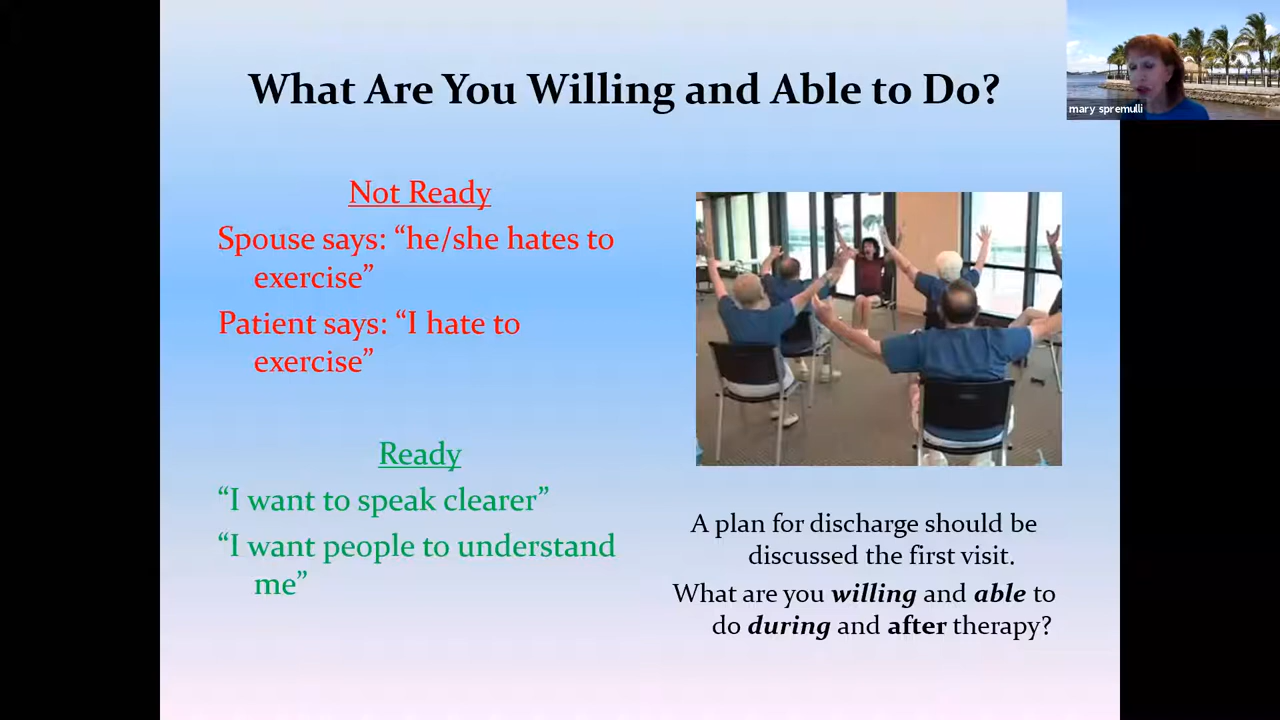 What Are You Willing and Able to Do?
mary spremulli
Not Ready
Spouse says: “he/she hates to
exercise”
Patient says: “I hate to
exercise”
Ready
“I want to speak clearer”
“I want people to understand
me”
A plan for discharge should be
discussed the first visit.
What are you willing and able to
do during and after therapy?